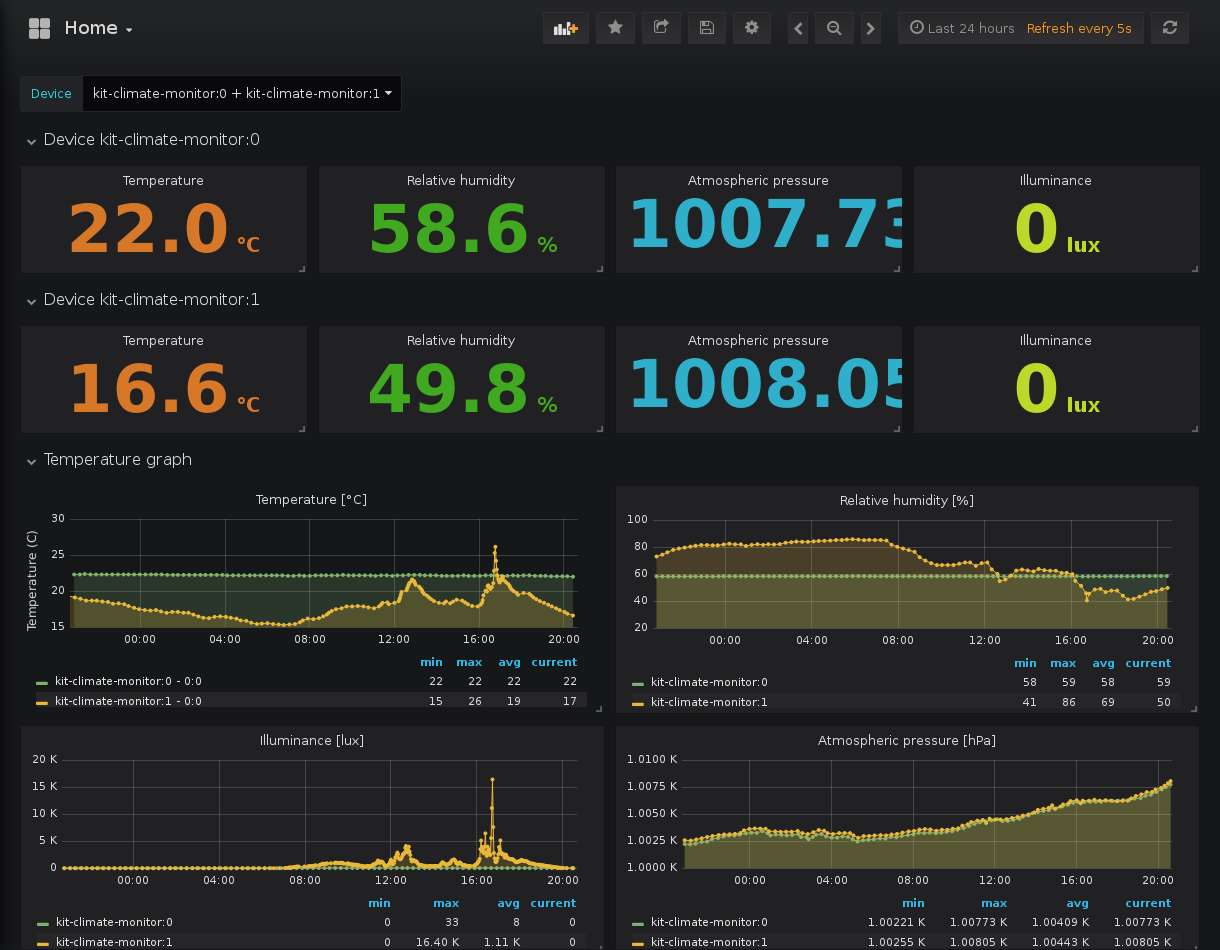 Home
Last 24 hours Refresh every 5s
Device kit-climate-monitor:0 + kit-climate-monitor:1
Device kit-climate-monitor:0
Temperature Relative humidity Atmospheric pressure Illuminance
22.0 °C 58.6 % 1007.73 0 lux
Device kit-climate-monitor:1
Temperature Relative humidity Atmospheric pressure Illuminance
16.6 °C 49.8 % 1008.05 0 lux
Temperature graph
Temperature [°C]
Temperature (C)
30
25
20
15
00:00 04:00 08:00 12:00 16:00 20:00
min max avg current
kit-climate-monitor:0 - 0:0 22 22 22 22
kit-climate-monitor:1 - 0:0 15 26 19 17
Relative humidity [%]
100
80
60
40
20
00:00 04:00 08:00 12:00 16:00 20:00
min max avg current
kit-climate-monitor:0 58 59 58 59
kit-climate-monitor:1 41 86 69 50
Illuminance [lux]
20 K
15 K
10 K
5 K
0
00:00 04:00 08:00 12:00 16:00 20:00
min max avg current
kit-climate-monitor:0 0 33 8 0
kit-climate-monitor:1 0 16.40 K 1.11 K 0
Atmospheric pressure [hPa]
1.0100 K
1.0075 K
1.0050 K
1.0025 K
1.0000 K
00:00 04:00 08:00 12:00 16:00 20:00
min max avg current
kit-climate-monitor:0 1.00221 K 1.00773 K 1.00409 K 1.00773 K
kit-climate-monitor:1 1.00255 K 1.00805 K 1.00443 K 1.00805 K